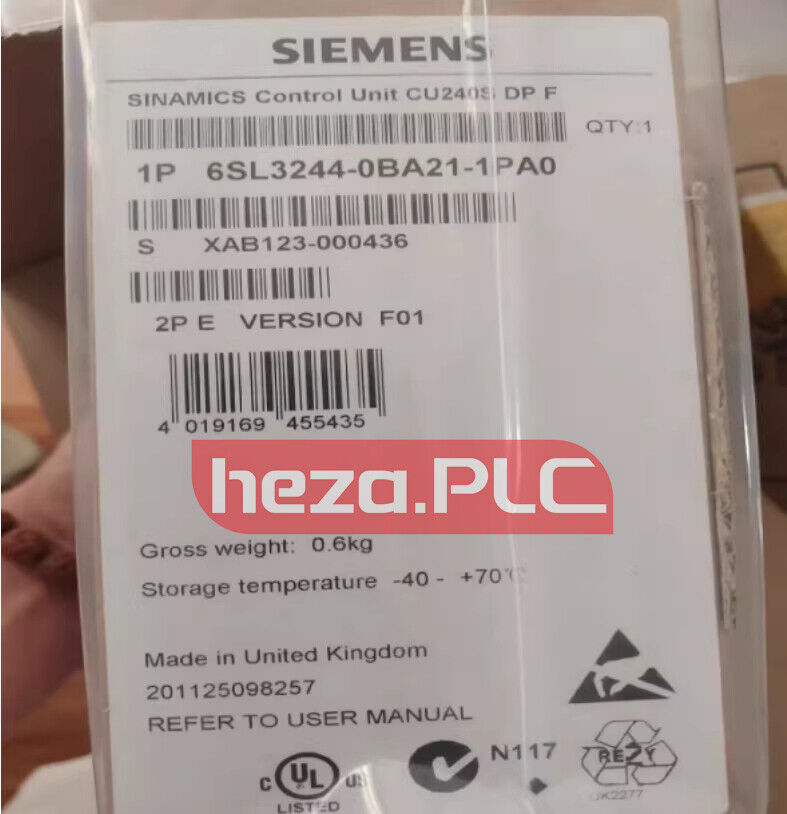 SIEMENS
SINAMICS Control Unit CU240S DP F
QTY:1
1P 6SL3244-0BA21-1PA0
S XAB123-000436
2P E VERSION F01
4 019169 455435
heza.PLC
Gross weight: 0.6kg
Storage temperature -40 - +70°C
Made in United Kingdom
201125098257
REFER TO USER MANUAL
N117
RE2Y
c UL us
LISTED
UK2277